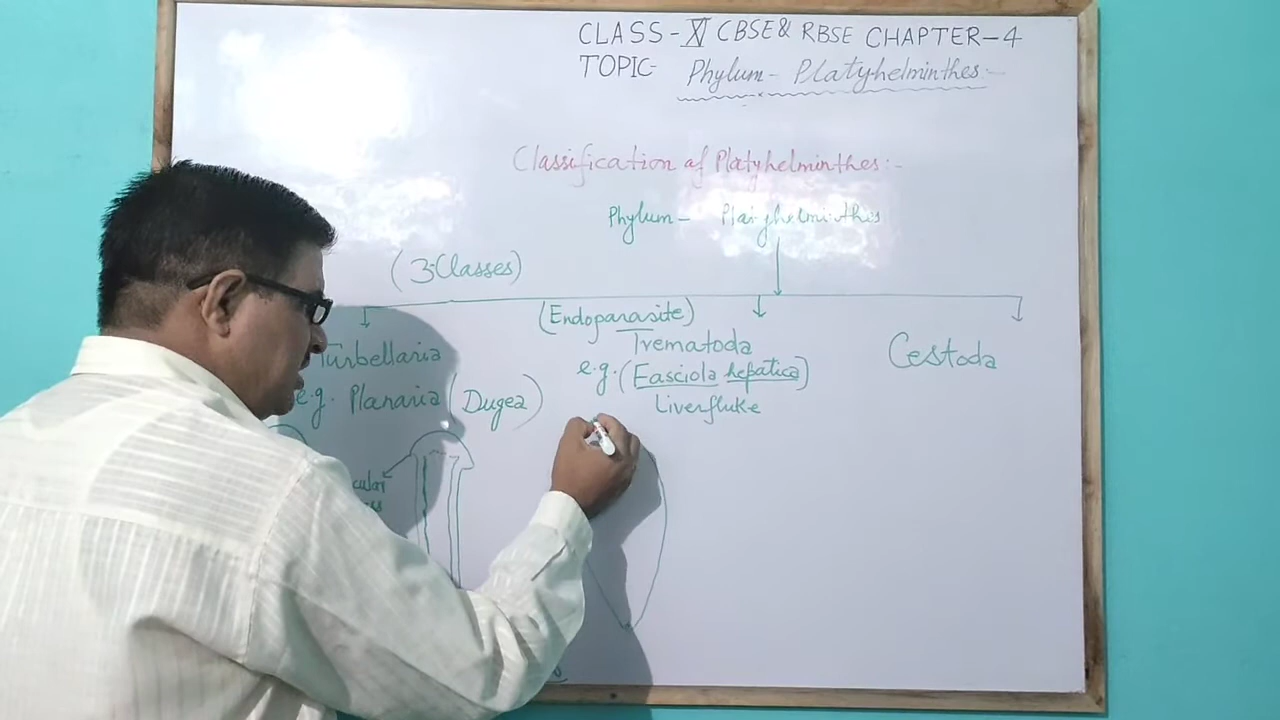 CLASS-XI CBSE & RBSE CHAPTER-4
TOPIC- Phylum- Platyhelminthes:-
Classification of Platyhelminthes:-
Phylum- Platyhelminthes
(3-Classes)
(Endoparasite)
Turbellaria
Trematoda
Cestoda
e.g. Planaria (Dugea)
e.g. (Fasciola hepatica)
Liverfluke